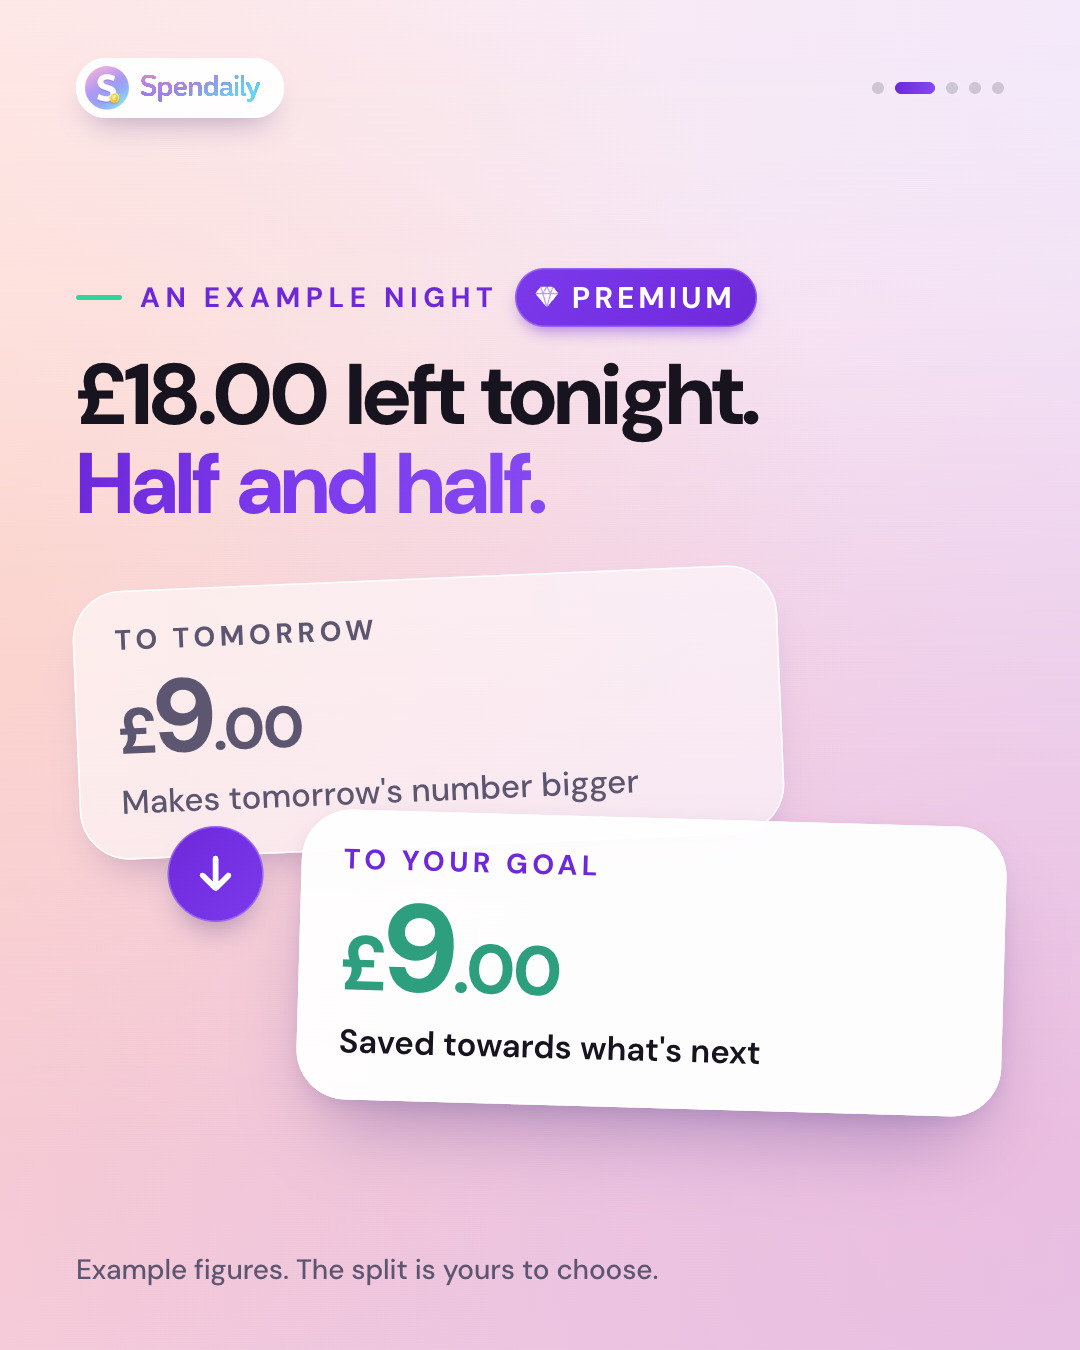 Spendaily
AN EXAMPLE NIGHT
PREMIUM
£18.00 left tonight.
Half and half.
TO TOMORROW
£9.00
Makes tomorrow's number bigger
TO YOUR GOAL
£9.00
Saved towards what's next
Example figures. The split is yours to choose.